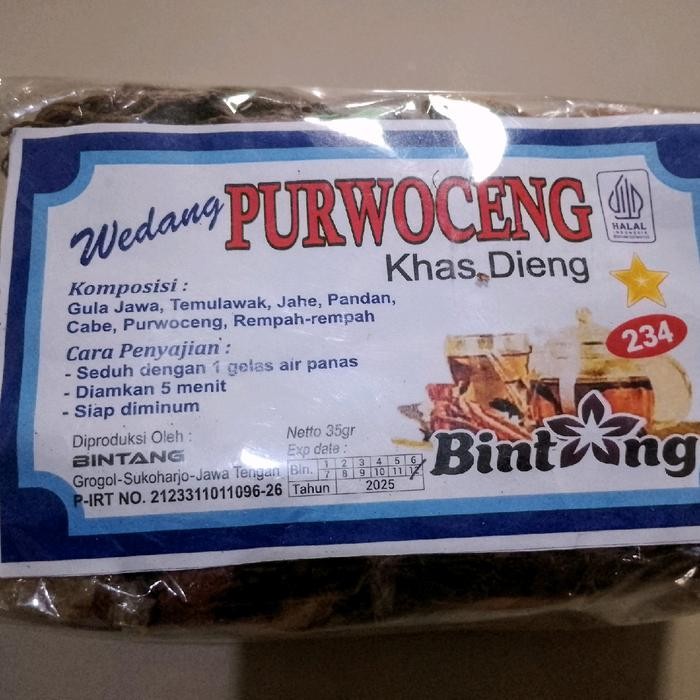 Wedang PURWOCENG
Khas Dieng
HALAL
INDONESIA
Komposisi :
Gula Jawa, Temulawak, Jahe, Pandan,
Cabe, Purwoceng, Rempah-rempah
Cara Penyajian :
- Seduh dengan 1 gelas air panas
- Diamkan 5 menit
- Siap diminum
234
Diproduksi Oleh :
BINTANG
Grogol-Sukoharjo-Jawa Tengah
P-IRT NO. 2123311011096-26
Netto 35gr
Exp date :
Bln. 1 2 3 4 5 6
7 8 9 10 11 12
Tahun 2025
Bintang